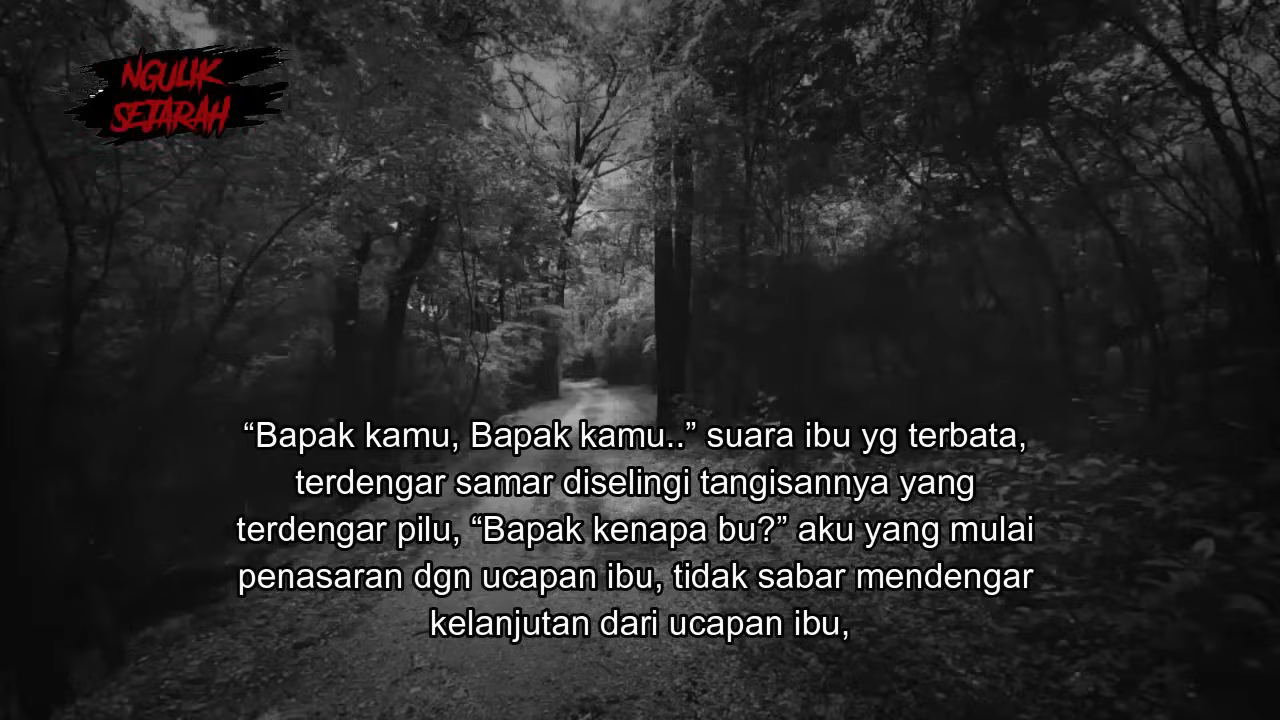 NGULIK
SEJARAH
“Bapak kamu, Bapak kamu..” suara ibu yg terbata,
terdengar samar diselingi tangisannya yang
terdengar pilu, “Bapak kenapa bu?” aku yang mulai
penasaran dgn ucapan ibu, tidak sabar mendengar
kelanjutan dari ucapan ibu,